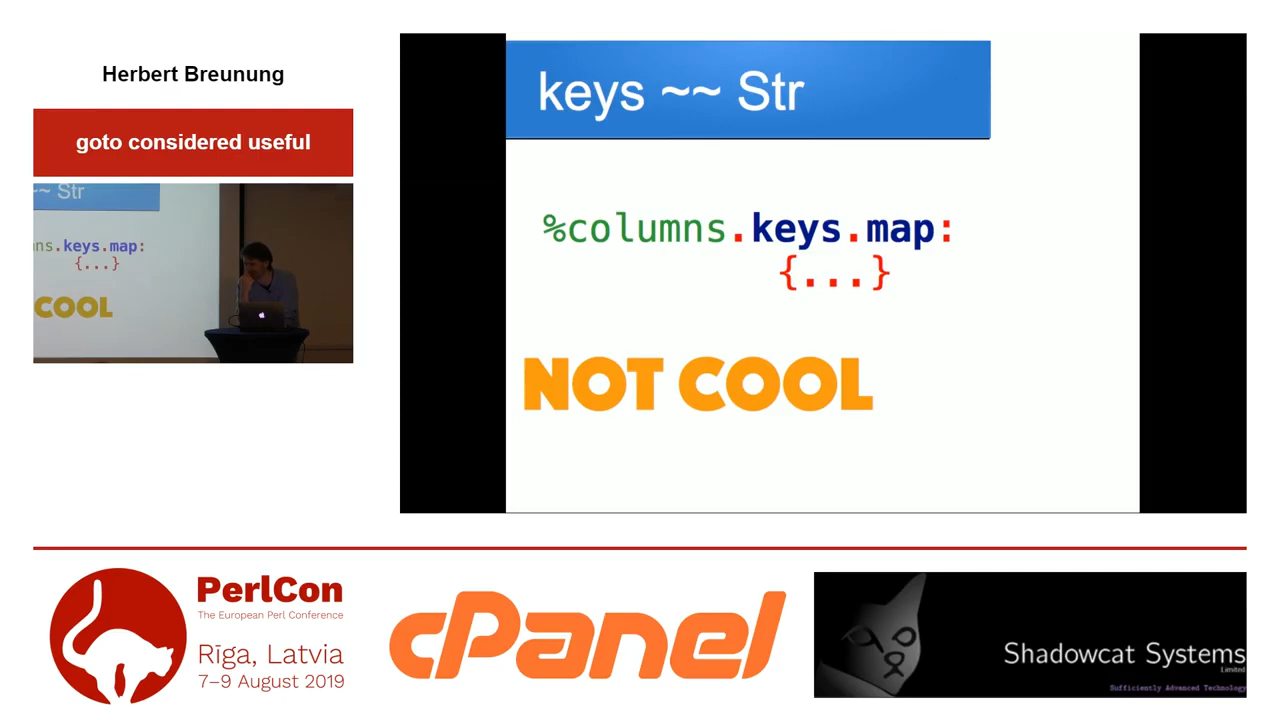 Herbert Breunung
goto considered useful
~~ Str
ns.keys.map:
{...}
COOL
keys ~~ Str
%columns.keys.map:
{...}
NOT COOL
PerlCon
The European Perl Conference
Rīga, Latvia
7–9 August 2019
cPanel
Shadowcat Systems
Limited
Sufficiently Advanced Technology